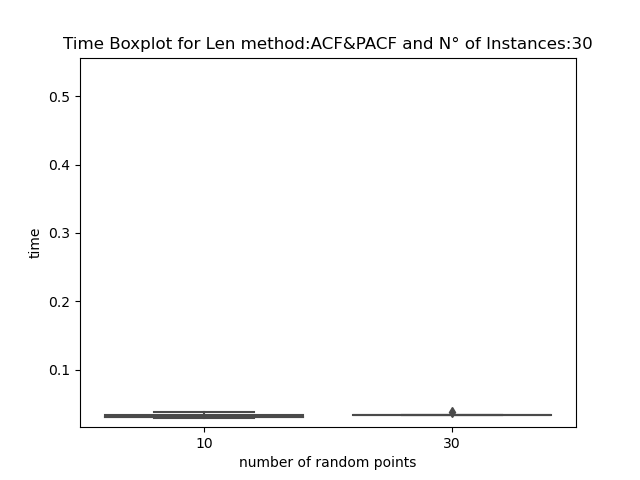 Time Boxplot for Len method:ACF&PACF and N° of Instances:30
0.5
0.4
0.3
0.2
0.1
time
10 30
number of random points